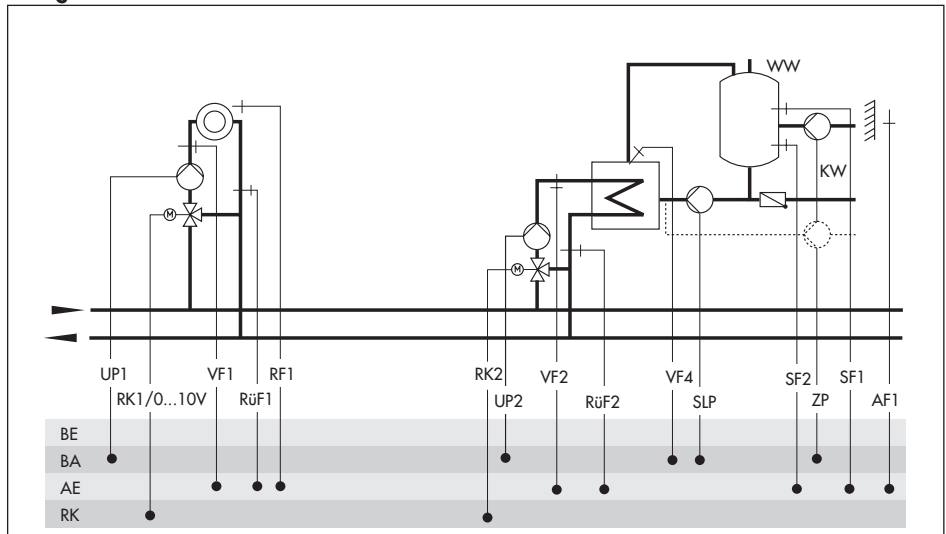 WW
KW
M
M
UP1
VF1
RF1
RK1/0...10V
RüF1
RK2
VF2
VF4
SF2
SF1
UP2
RüF2
SLP
ZP
AF1
BE
BA
AE
RK